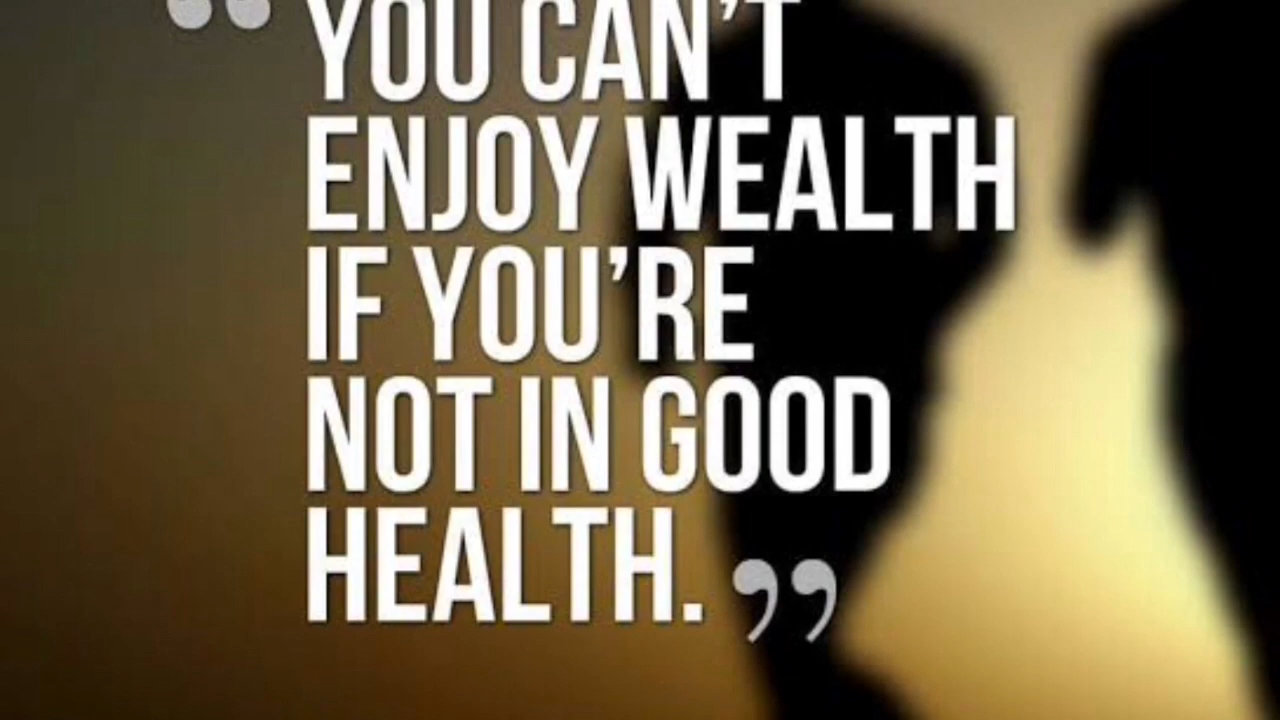 “ YOU CAN’T
ENJOY WEALTH
IF YOU’RE
NOT IN GOOD
HEALTH. ”